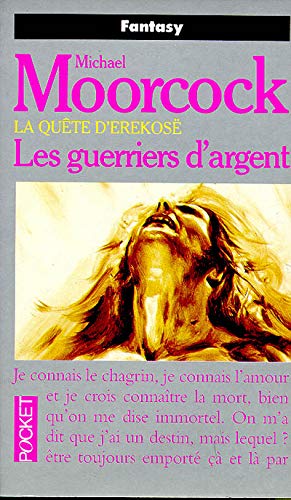 Fantasy
Michael
Moorcock
LA QUÊTE D'EREKOSË
Les guerriers d'argent
Je connais le chagrin, je connais l'amour
et je crois connaître la mort, bien
qu'on me dise immortel. On m'a
dit que j'ai un destin, mais lequel ?
être toujours emporté çà et là par
POCKET